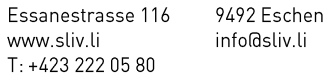 Essanestrasse 116 9492 Eschen
www.sliv.li info@sliv.li
T: +423 222 05 80